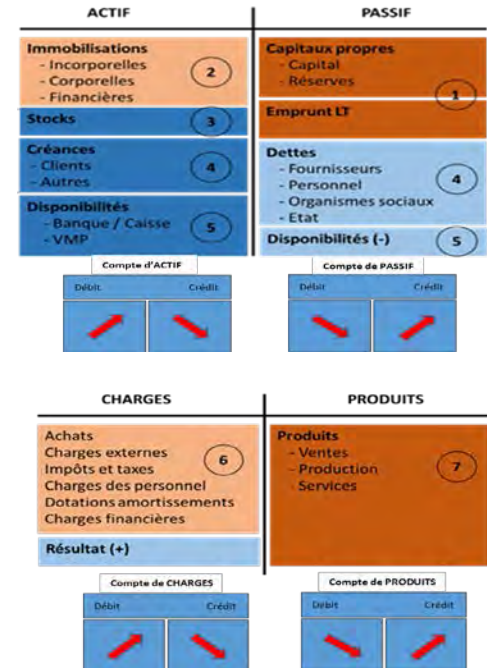 ACTIF
PASSIF
Immobilisations
- Incorporelles
- Corporelles
- Financières
2
Stocks
3
Créances
- Clients
- Autres
4
Disponibilités
- Banque / Caisse
- VMP
5
Capitaux propres
- Capital
- Réserves
1
Emprunt LT
Dettes
- Fournisseurs
- Personnel
- Organismes sociaux
- Etat
4
Disponibilités (-)
5
Compte d'ACTIF
Débit Crédit
Compte de PASSIF
Débit Crédit
CHARGES
PRODUITS
Achats
Charges externes
Impôts et taxes
Charges des personnel
Dotations amortissements
Charges financières
6
Résultat (+)
Produits
- Ventes
- Production
- Services
7
Compte de CHARGES
Débit Crédit
Compte de PRODUITS
Débit Crédit